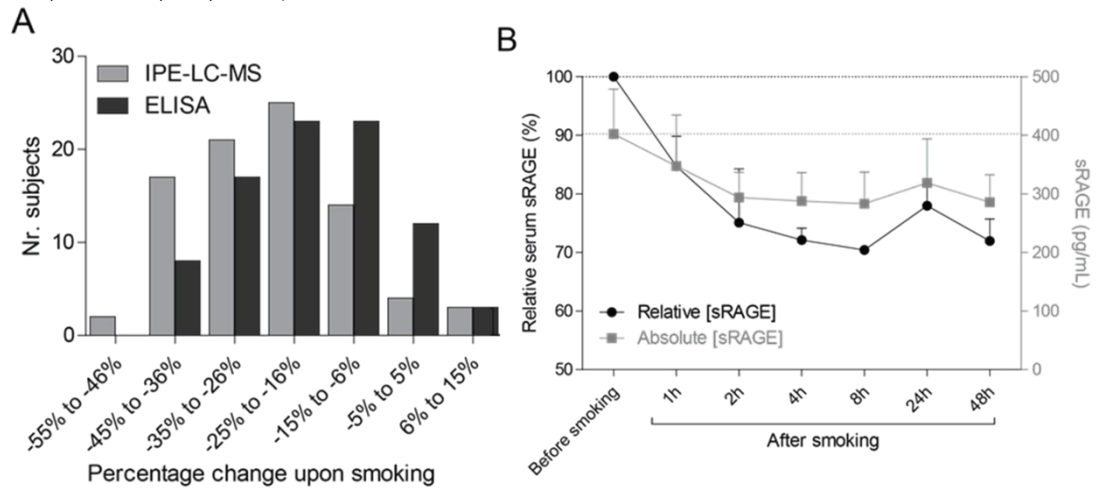 A
30
20
10
0
Nr. subjects
IPE-LC-MS
ELISA
-55% to -46%
-45% to -36%
-35% to -26%
-25% to -16%
-15% to -6%
-5% to 5%
6% to 15%
Percentage change upon smoking
B
100
90
80
70
60
50
Relative serum sRAGE (%)
500
400
300
200
100
0
sRAGE (pg/mL)
Relative [sRAGE]
Absolute [sRAGE]
Before smoking
1h
2h
4h
8h
24h
48h
After smoking